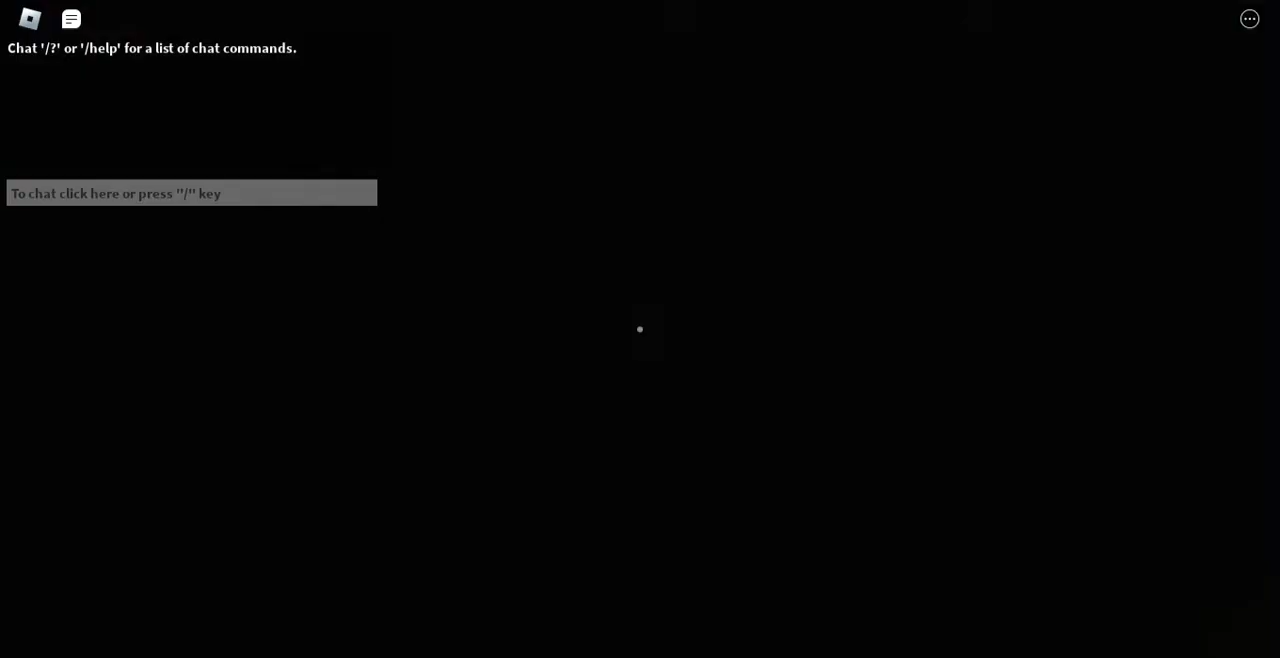 Chat '/?' or '/help' for a list of chat commands.
To chat click here or press "/" key